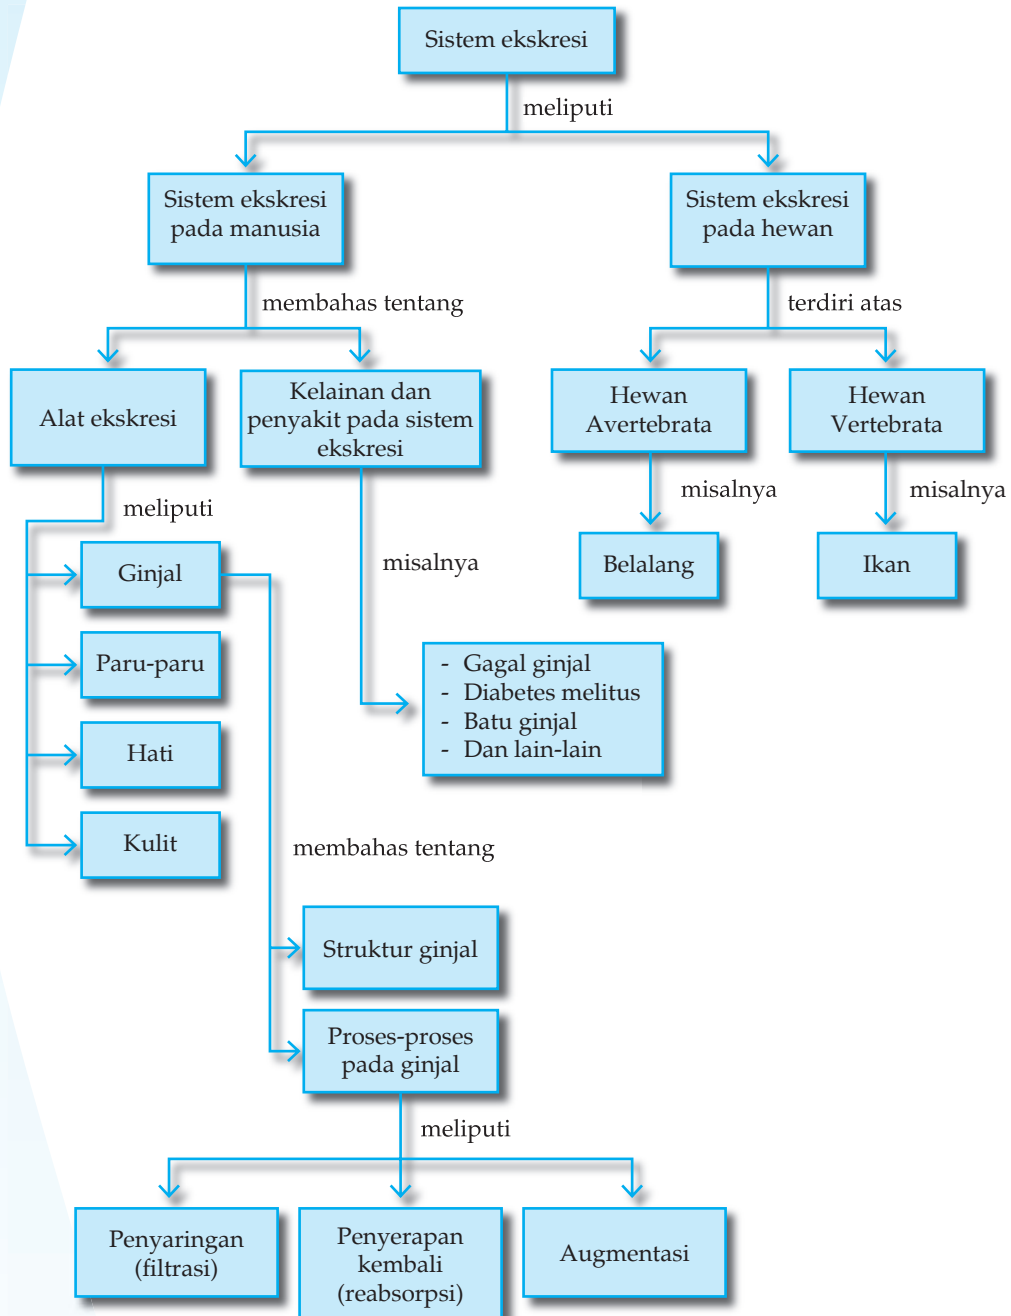 Sistem ekskresi
meliputi
Sistem ekskresi
pada manusia
Sistem ekskresi
pada hewan
membahas tentang
terdiri atas
Alat ekskresi
Kelainan dan
penyakit pada sistem
ekskresi
Hewan
Avertebrata
Hewan
Vertebrata
meliputi
misalnya
misalnya
misalnya
Belalang
Ikan
Ginjal
Paru-paru
Hati
Kulit
- Gagal ginjal
- Diabetes melitus
- Batu ginjal
- Dan lain-lain
membahas tentang
Struktur ginjal
Proses-proses
pada ginjal
meliputi
Penyaringan
(filtrasi)
Penyerapan
kembali
(reabsorpsi)
Augmentasi